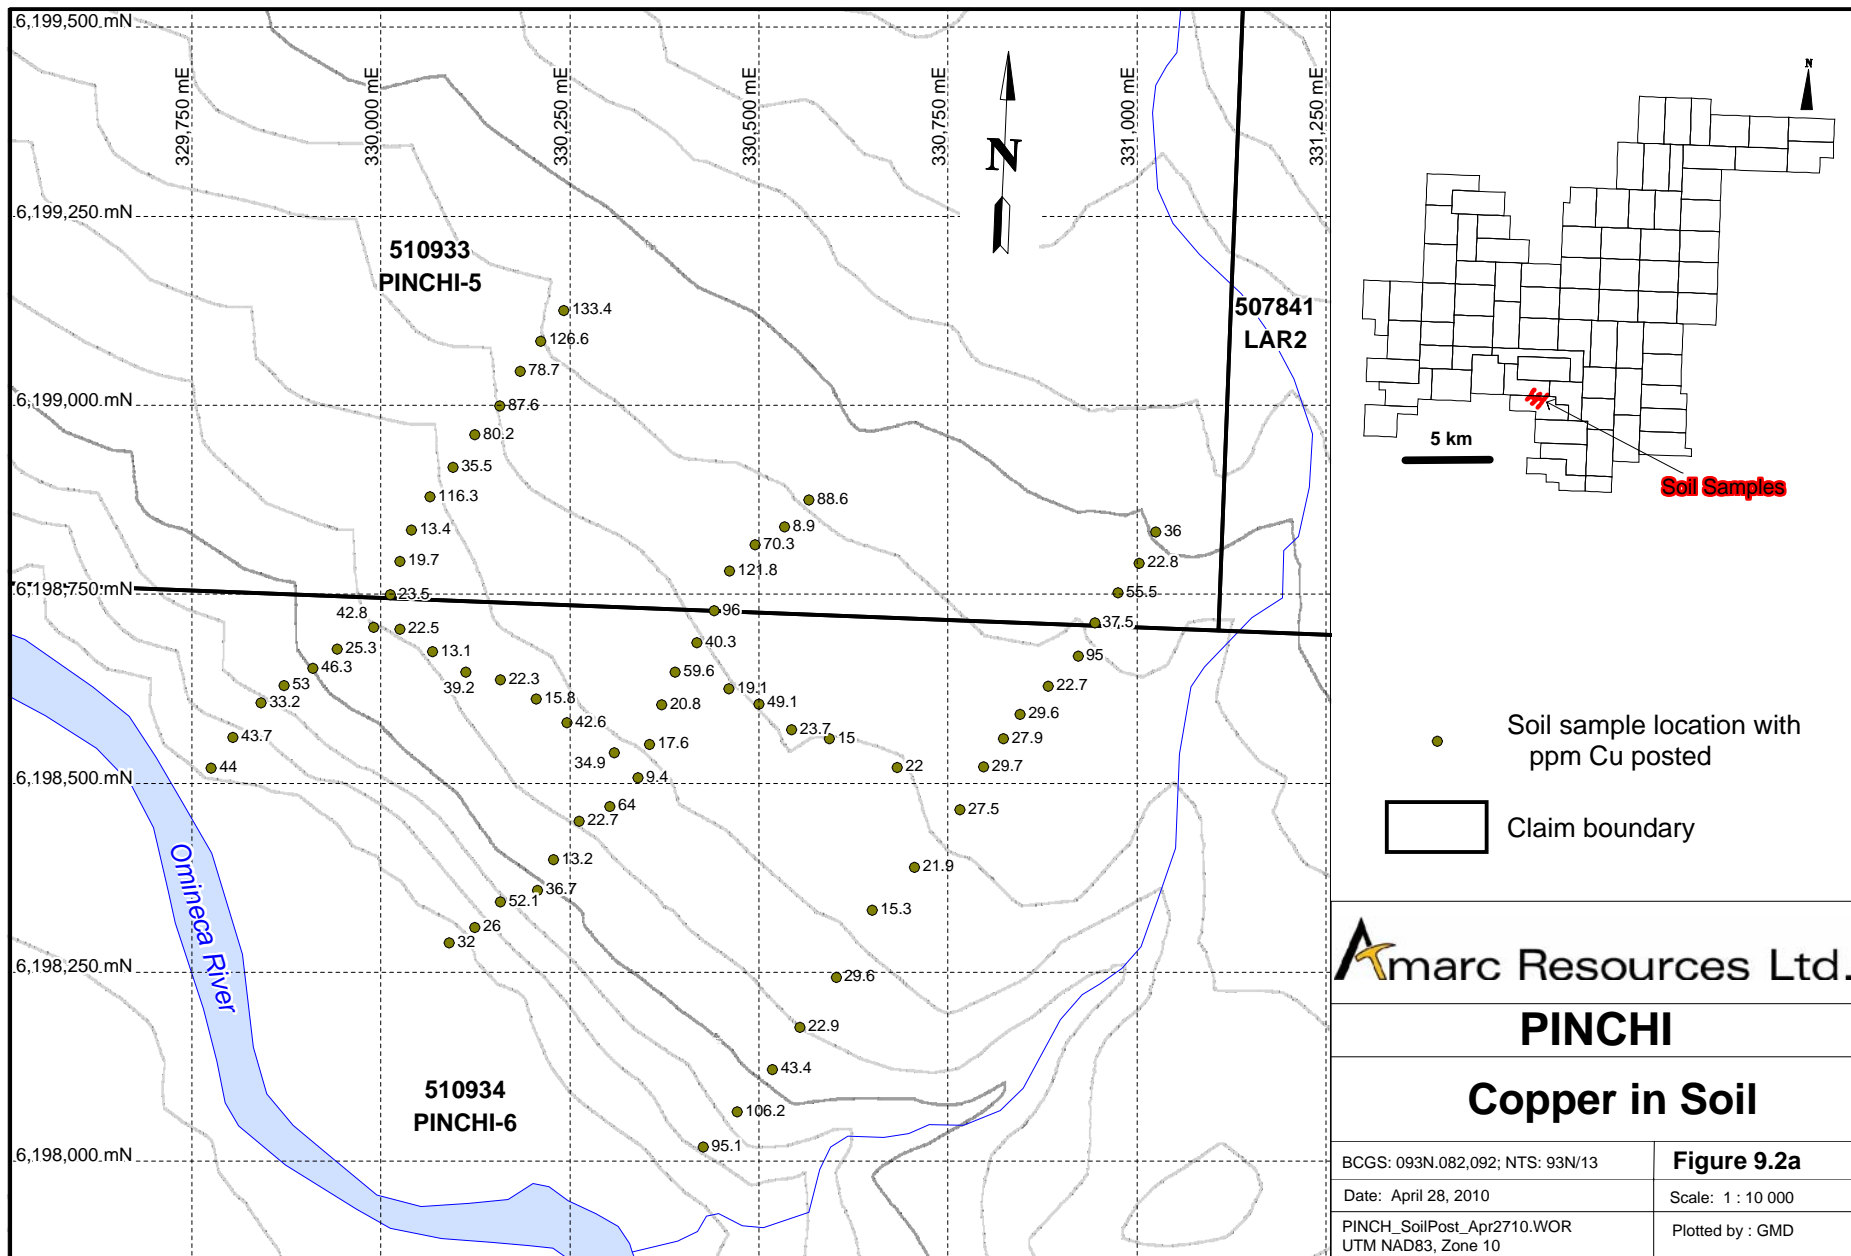 6,199,500 mN
329,750 mE
330,000 mE
330,250 mE
330,500 mE
330,750 mE
331,000 mE
331,250 mE
N
N
6,199,250 mN
510933
PINCHI-5
507841
LAR2
133.4
126.6
78.7
6,199,000 mN
87.6
80.2
35.5
116.3
88.6
13.4
8.9
36
70.3
19.7
22.8
121.8
6,198,750 mN
23.5
55.5
96
42.8
37.5
22.5
40.3
25.3
13.1
95
46.3
59.6
39.2
22.3
53
19.1
22.7
33.2
15.8
20.8
49.1
29.6
42.6
23.7
43.7
15
27.9
17.6
34.9
44
22
29.7
6,198,500 mN
9.4
64
27.5
22.7
13.2
21.9
36.7
52.1
15.3
26
32
6,198,250 mN
29.6
22.9
43.4
106.2
95.1
6,198,000 mN
Omineca River
510934
PINCHI-6
5 km
Soil Samples
Soil sample location with
ppm Cu posted
Claim boundary
Amarc Resources Ltd.
PINCHI
Copper in Soil
BCGS: 093N.082,092; NTS: 93N/13
Figure 9.2a
Date: April 28, 2010
Scale: 1 : 10 000
PINCH_SoilPost_Apr2710.WOR
UTM NAD83, Zone 10
Plotted by : GMD